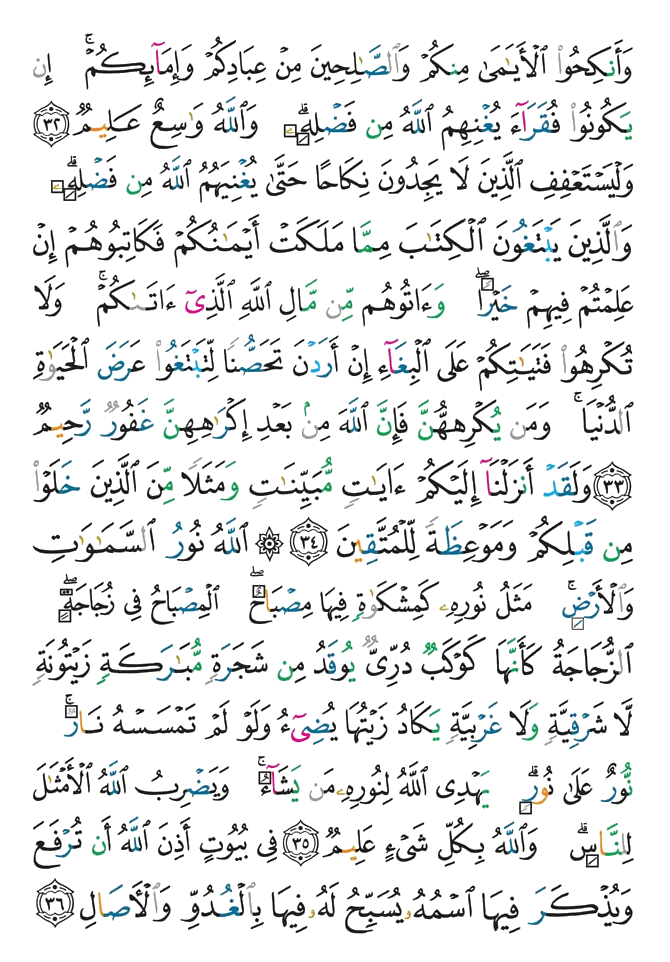 وَأَنكِحُوا۟ ٱلْأَيَـٰمَىٰ مِنكُمْ وَٱلصَّـٰلِحِينَ مِنْ عِبَادِكُمْ وَإِمَآئِكُمْ ۚ إِن
يَكُونُوا۟ فُقَرَآءَ يُغْنِهِمُ ٱللَّهُ مِن فَضْلِهِۦ ۗ وَٱللَّهُ وَٰسِعٌ عَلِيمٌ ٣٢
وَلْيَسْتَعْفِفِ ٱلَّذِينَ لَا يَجِدُونَ نِكَاحًا حَتَّىٰ يُغْنِيَهُمُ ٱللَّهُ مِن فَضْلِهِۦ ۗ
وَٱلَّذِينَ يَبْتَغُونَ ٱلْكِتَـٰبَ مِمَّا مَلَكَتْ أَيْمَـٰنُكُمْ فَكَاتِبُوهُمْ إِنْ
عَلِمْتُمْ فِيهِمْ خَيْرًا ۖ وَءَاتُوهُم مِّن مَّالِ ٱللَّهِ ٱلَّذِىٓ ءَاتَىٰكُمْ ۚ وَلَا
تُكْرِهُوا۟ فَتَيَـٰتِكُمْ عَلَى ٱلْبِغَآءِ إِنْ أَرَدْنَ تَحَصُّنًا لِّتَبْتَغُوا۟ عَرَضَ ٱلْحَيَوٰةِ
ٱلدُّنْيَا ۚ وَمَن يُكْرِههُّنَّ فَإِنَّ ٱللَّهَ مِنۢ بَعْدِ إِكْرَٰهِهِنَّ غَفُورٌ رَّحِيمٌ
٣٣ وَلَقَدْ أَنزَلْنَآ إِلَيْكُمْ ءَايَـٰتٍ مُّبَيِّنَـٰتٍ وَمَثَلًا مِّنَ ٱلَّذِينَ خَلَوْا۟
مِن قَبْلِكُمْ وَمَوْعِظَةً لِّلْمُتَّقِينَ ٣٤ ۞ ٱللَّهُ نُورُ ٱلسَّمَـٰوَٰتِ
وَٱلْأَرْضِ ۚ مَثَلُ نُورِهِۦ كَمِشْكَوٰةٍ فِيهَا مِصْبَاحٌ ۖ ٱلْمِصْبَاحُ فِى زُجَاجَةٍ ۖ
ٱلزُّجَاجَةُ كَأَنَّهَا كَوْكَبٌ دُرِّىٌّ يُوقَدُ مِن شَجَرَةٍ مُّبَـٰرَكَةٍ زَيْتُونَةٍ
لَّا شَرْقِيَّةٍ وَلَا غَرْبِيَّةٍ يَكَادُ زَيْتُهَا يُضِىٓءُ وَلَوْ لَمْ تَمْسَسْهُ نَارٌ ۚ
نُّورٌ عَلَىٰ نُورٍ ۗ يَهْدِى ٱللَّهُ لِنُورِهِۦ مَن يَشَآءُ ۚ وَيَضْرِبُ ٱللَّهُ ٱلْأَمْثَـٰلَ
لِلنَّاسِ ۗ وَٱللَّهُ بِكُلِّ شَىْءٍ عَلِيمٌ ٣٥ فِى بُيُوتٍ أَذِنَ ٱللَّهُ أَن تُرْفَعَ
وَيُذْكَرَ فِيهَا ٱسْمُهُۥ يُسَبِّحُ لَهُۥ فِيهَا بِٱلْغُدُوِّ وَٱلْـَٔاصَالِ ٣٦